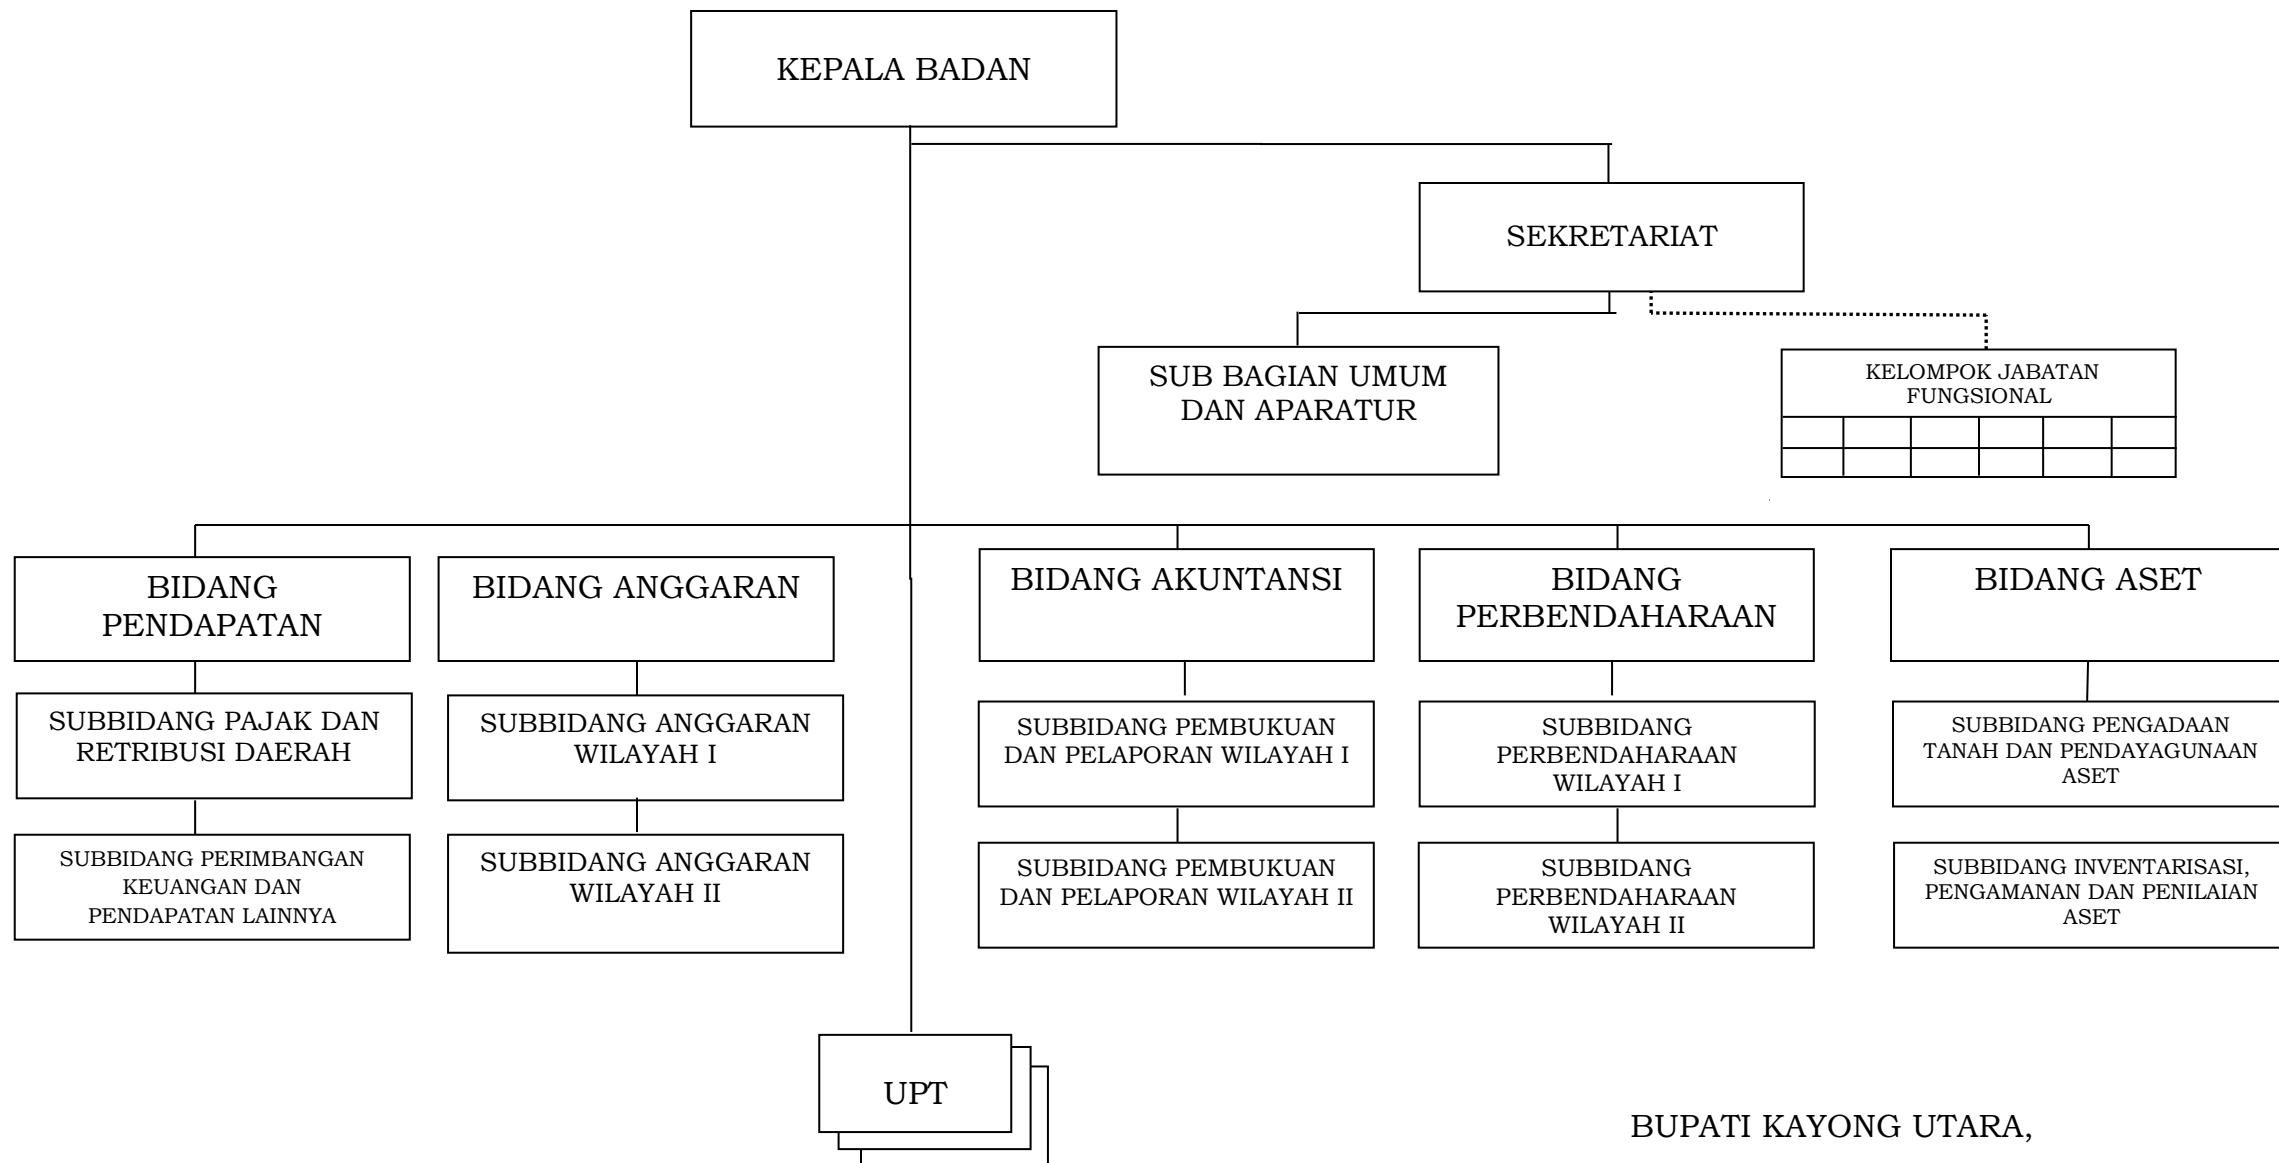 KEPALA BADAN
SEKRETARIAT
SUB BAGIAN UMUM
DAN APARATUR
KELOMPOK JABATAN
FUNGSIONAL
BIDANG
PENDAPATAN
BIDANG ANGGARAN
BIDANG AKUNTANSI
BIDANG
PERBENDAHARAAN
BIDANG ASET
SUBBIDANG PAJAK DAN
RETRIBUSI DAERAH
SUBBIDANG ANGGARAN
WILAYAH I
SUBBIDANG PEMBUKUAN
DAN PELAPORAN WILAYAH I
SUBBIDANG
PERBENDAHARAAN
WILAYAH I
SUBBIDANG PENGADAAN
TANAH DAN PENDAYAGUNAAN
ASET
SUBBIDANG PERIMBANGAN
KEUANGAN DAN
PENDAPATAN LAINNYA
SUBBIDANG ANGGARAN
WILAYAH II
SUBBIDANG PEMBUKUAN
DAN PELAPORAN WILAYAH II
SUBBIDANG
PERBENDAHARAAN
WILAYAH II
SUBBIDANG INVENTARISASI,
PENGAMANAN DAN PENILAIAN
ASET
UPT
BUPATI KAYONG UTARA,